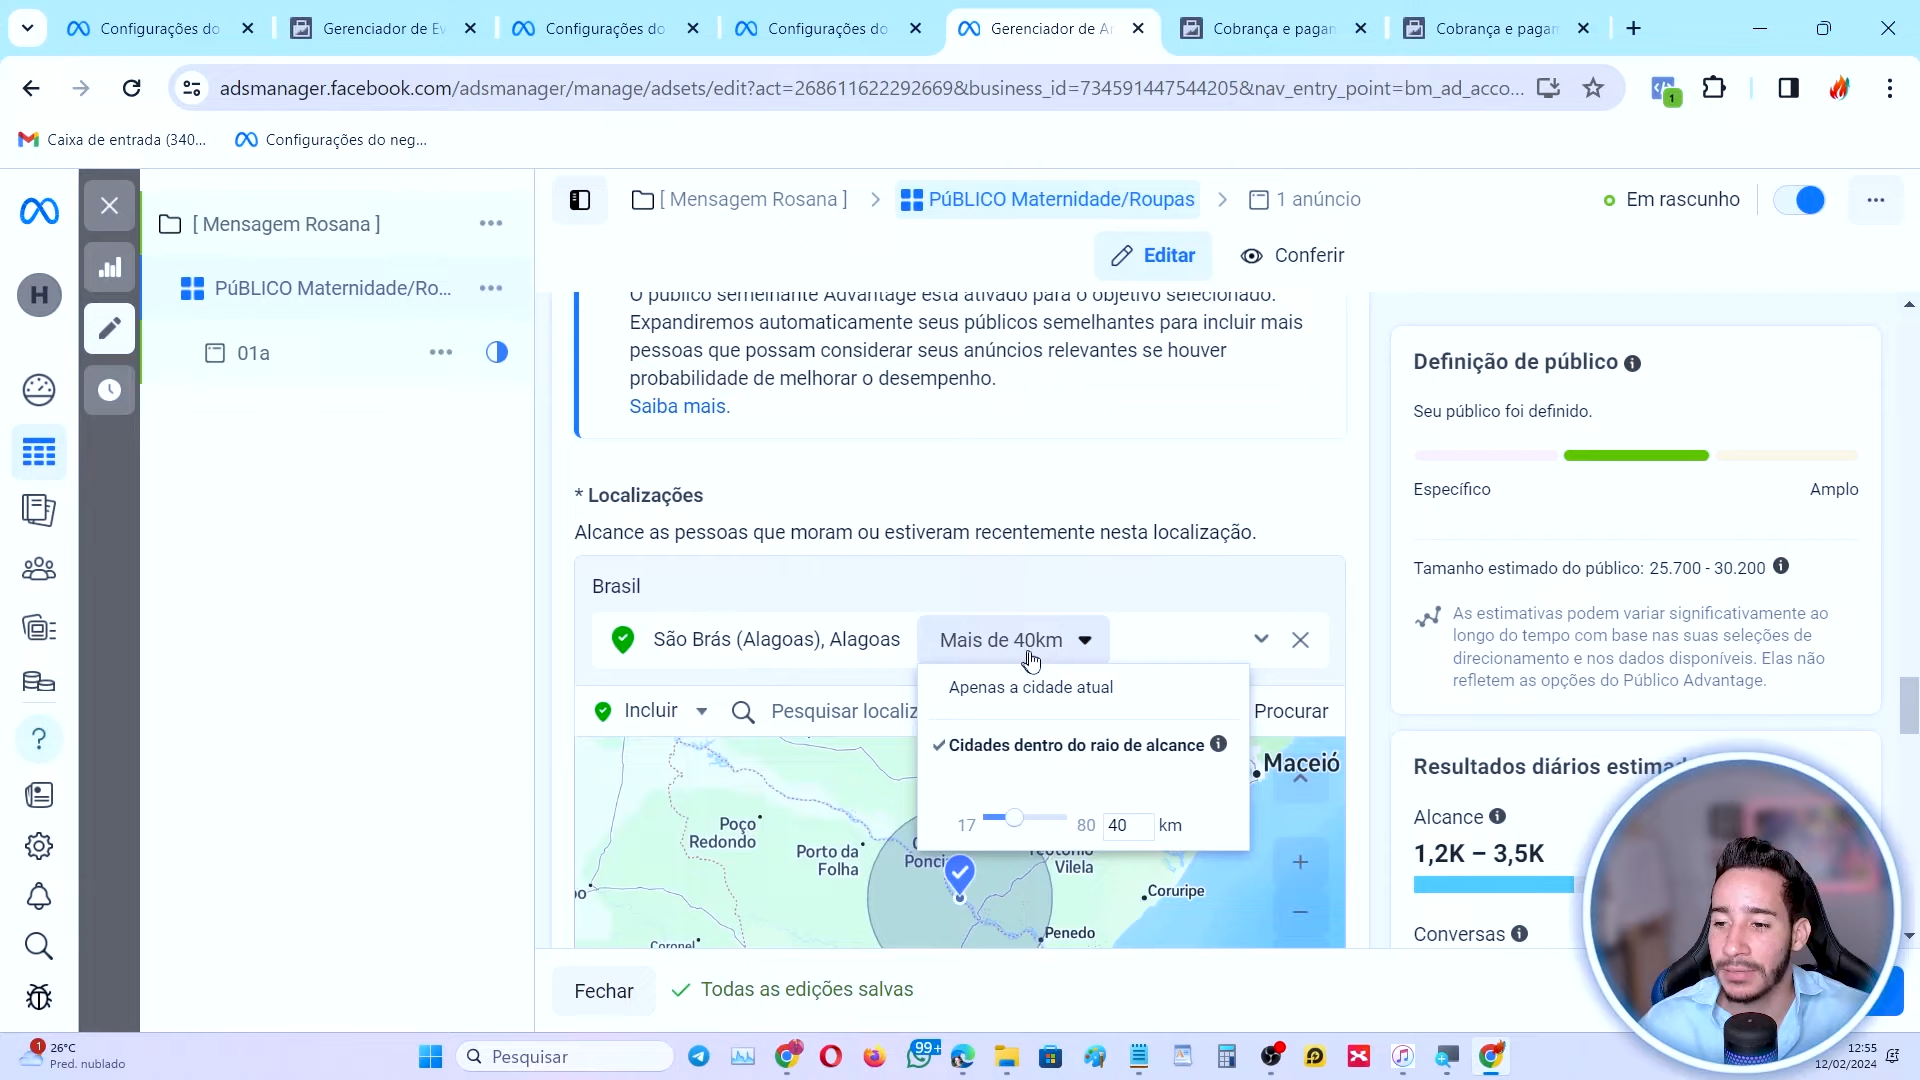 Configurações do
Gerenciador de Ev
Configurações do
Configurações do
Gerenciador de Ar
Cobrança e pagam
Cobrança e pagam
adsmanager.facebook.com/adsmanager/manage/adsets/edit?act=268611622292669&business_id=734591447544205&nav_entry_point=bm_ad_acco...
1
Caixa de entrada (340...
Configurações do neg...
[ Mensagem Rosana ]
PúBLICO Maternidade/Roupas
1 anúncio
Em rascunho
Editar
Conferir
[ Mensagem Rosana ]
H
PúBLICO Maternidade/Ro...
01a
O público semelhante Advantage está ativado para o objetivo selecionado.
Expandiremos automaticamente seus públicos semelhantes para incluir mais
pessoas que possam considerar seus anúncios relevantes se houver
probabilidade de melhorar o desempenho.
Saiba mais.
* Localizações
Alcance as pessoas que moram ou estiveram recentemente nesta localização.
Brasil
São Brás (Alagoas), Alagoas
Mais de 40km
Apenas a cidade atual
Cidades dentro do raio de alcance
17
80
40
km
Incluir
Pesquisar localiz
Procurar
Maceió
Poço
Redondo
Porto da
Folha
Vilela
Coruripe
Penedo
Coronel
Fechar
Todas as edições salvas
Definição de público
Seu público foi definido.
Específico
Amplo
Tamanho estimado do público: 25.700 - 30.200
As estimativas podem variar significativamente ao
longo do tempo com base nas suas seleções de
direcionamento e nos dados disponíveis. Elas não
refletem as opções do Público Advantage.
Resultados diários estima
Alcance
1,2K – 3,5K
Conversas
1
26°C
Pred. nublado
Pesquisar
99+
12:55
12/02/2024